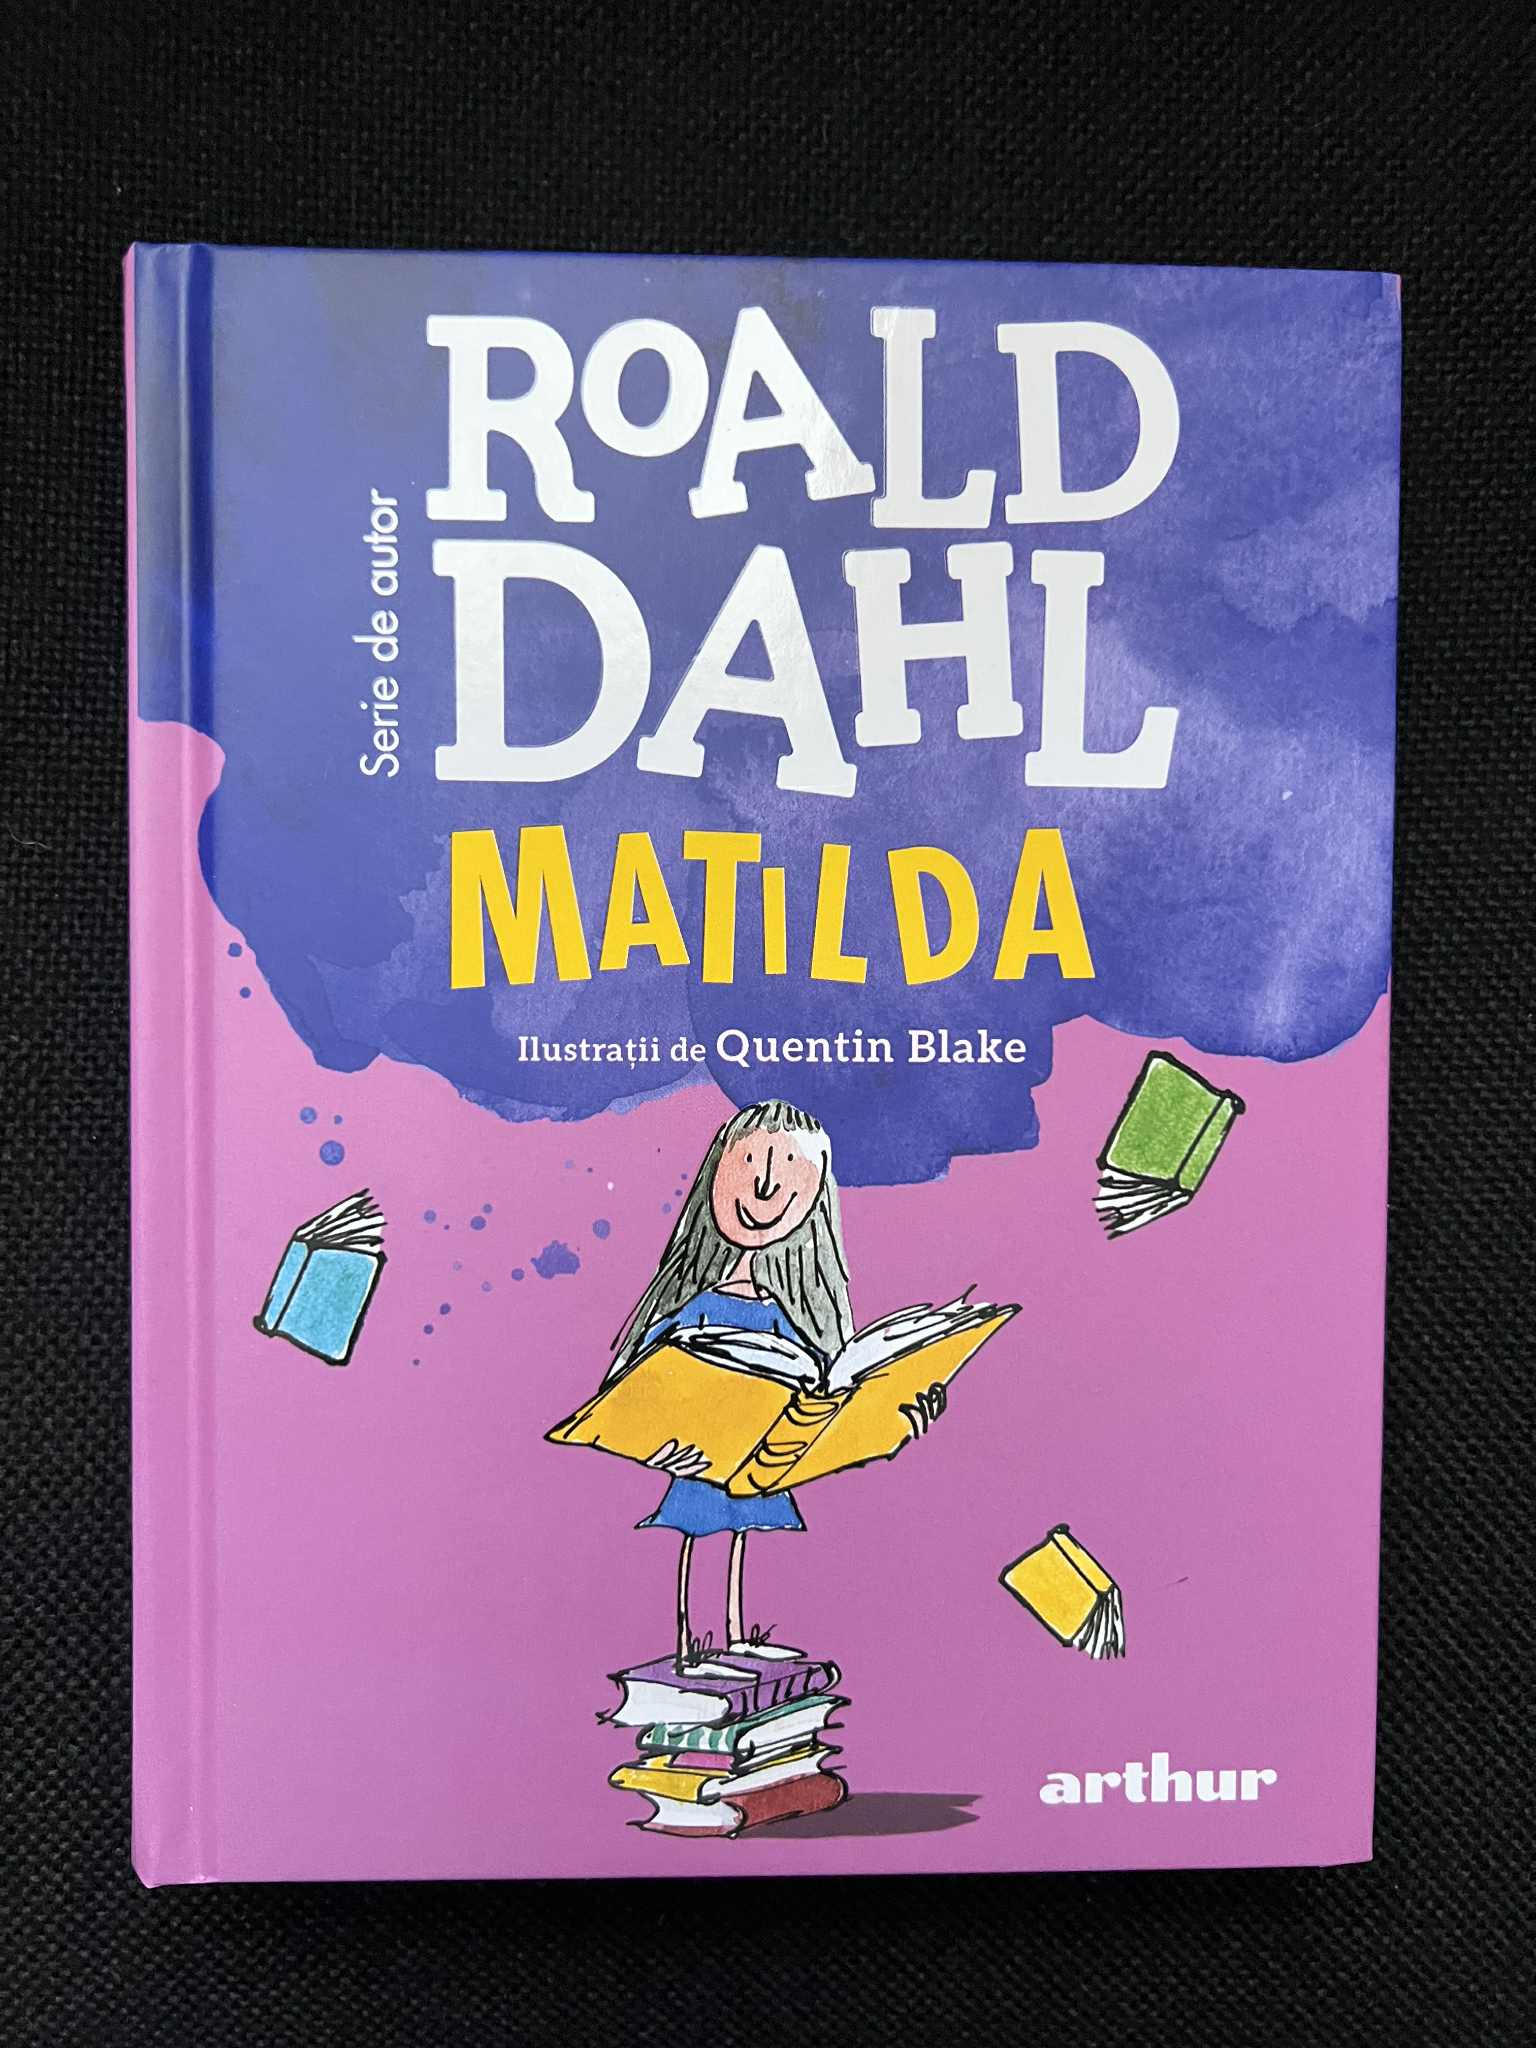 Serie de autor
ROALD
DAHL
MATILDA
Ilustrații de Quentin Blake
arthur